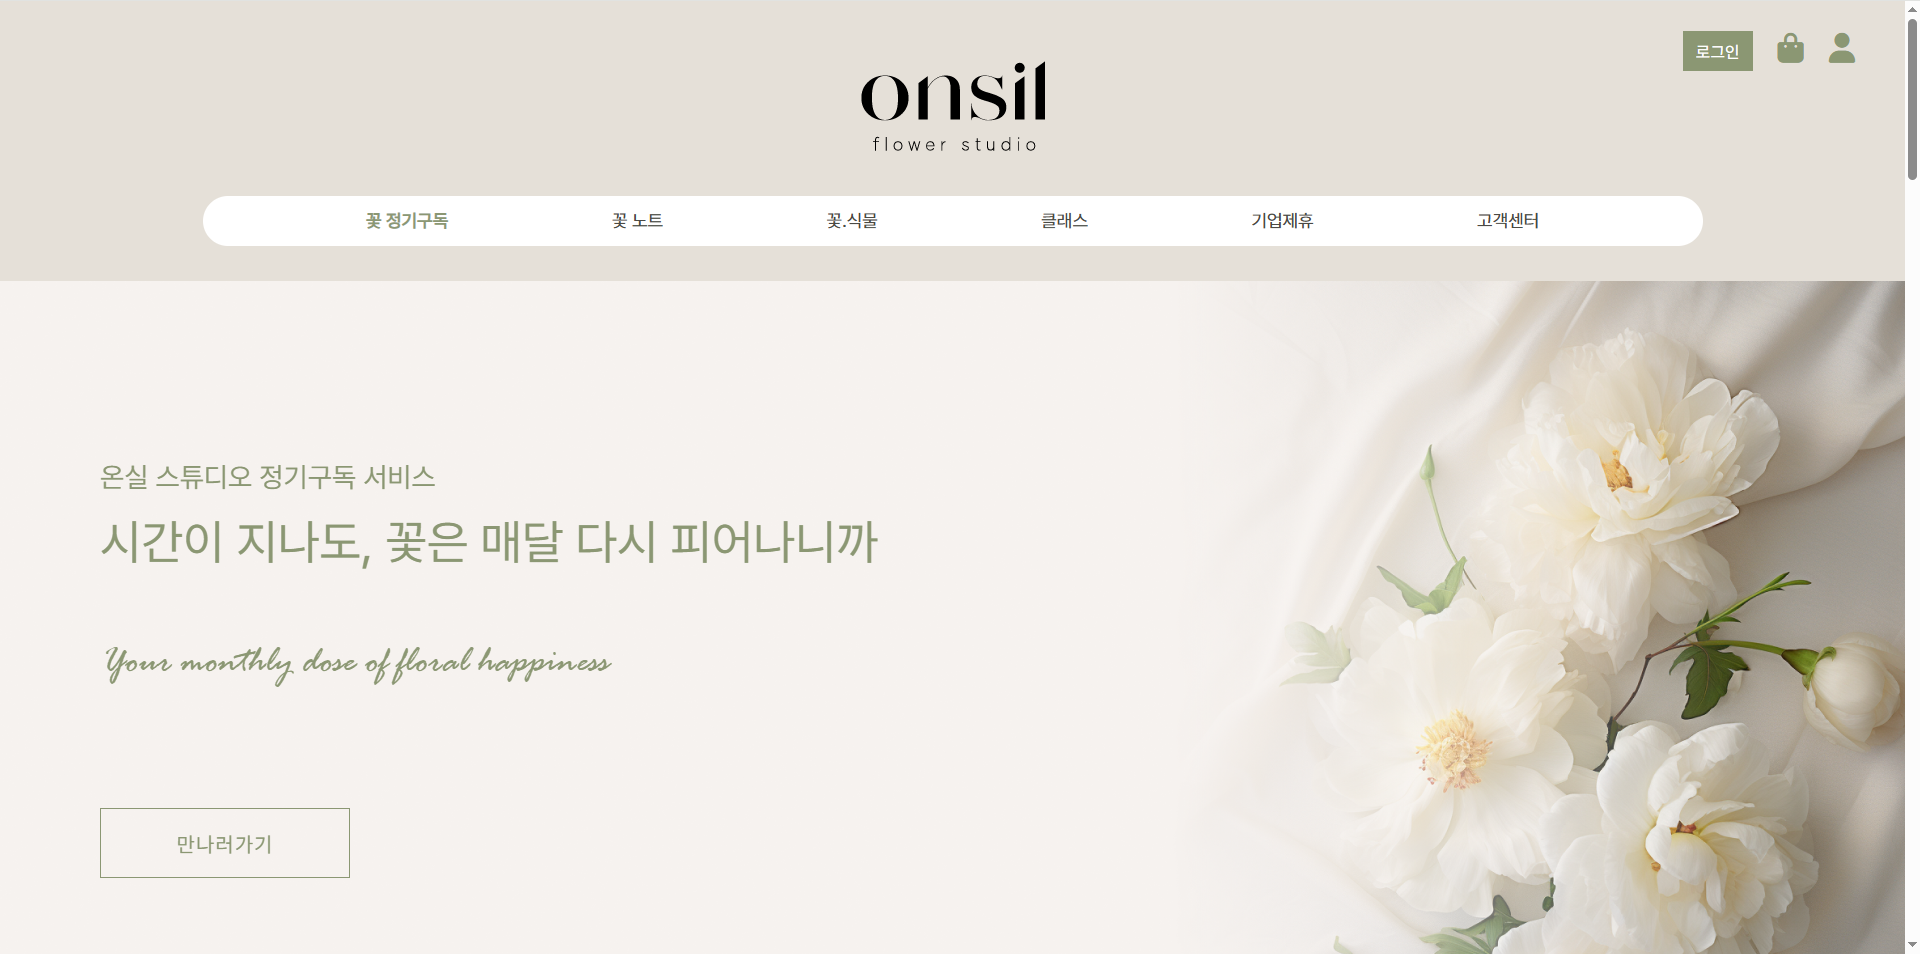 로그인
onsil
flower studio
꽃 정기구독 꽃 노트 꽃.식물 클래스 기업제휴 고객센터
온실 스튜디오 정기구독 서비스
시간이 지나도, 꽃은 매달 다시 피어나니까
Your monthly dose of floral happiness
만나러가기